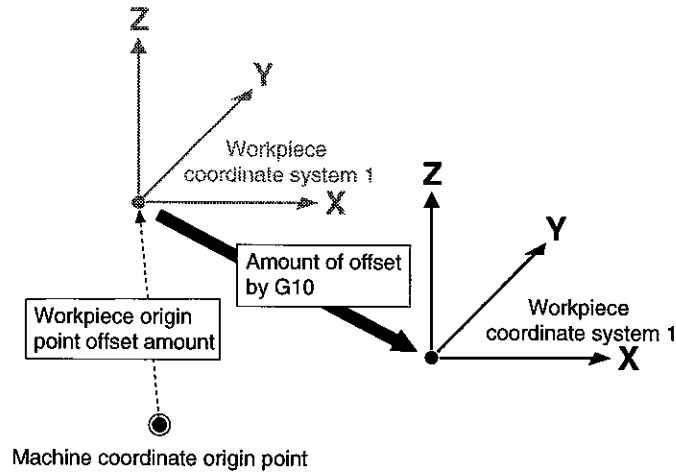 Z
Y
Workpiece
coordinate system 1
X
Z
Amount of offset
by G10
Y
Workpiece origin
point offset amount
Workpiece
coordinate system 1
X
Machine coordinate origin point